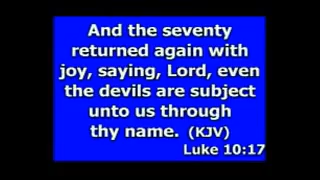 And the seventy
returned again with
joy, saying, Lord, even
the devils are subject
unto us through
thy name. (KJV)
Luke 10:17